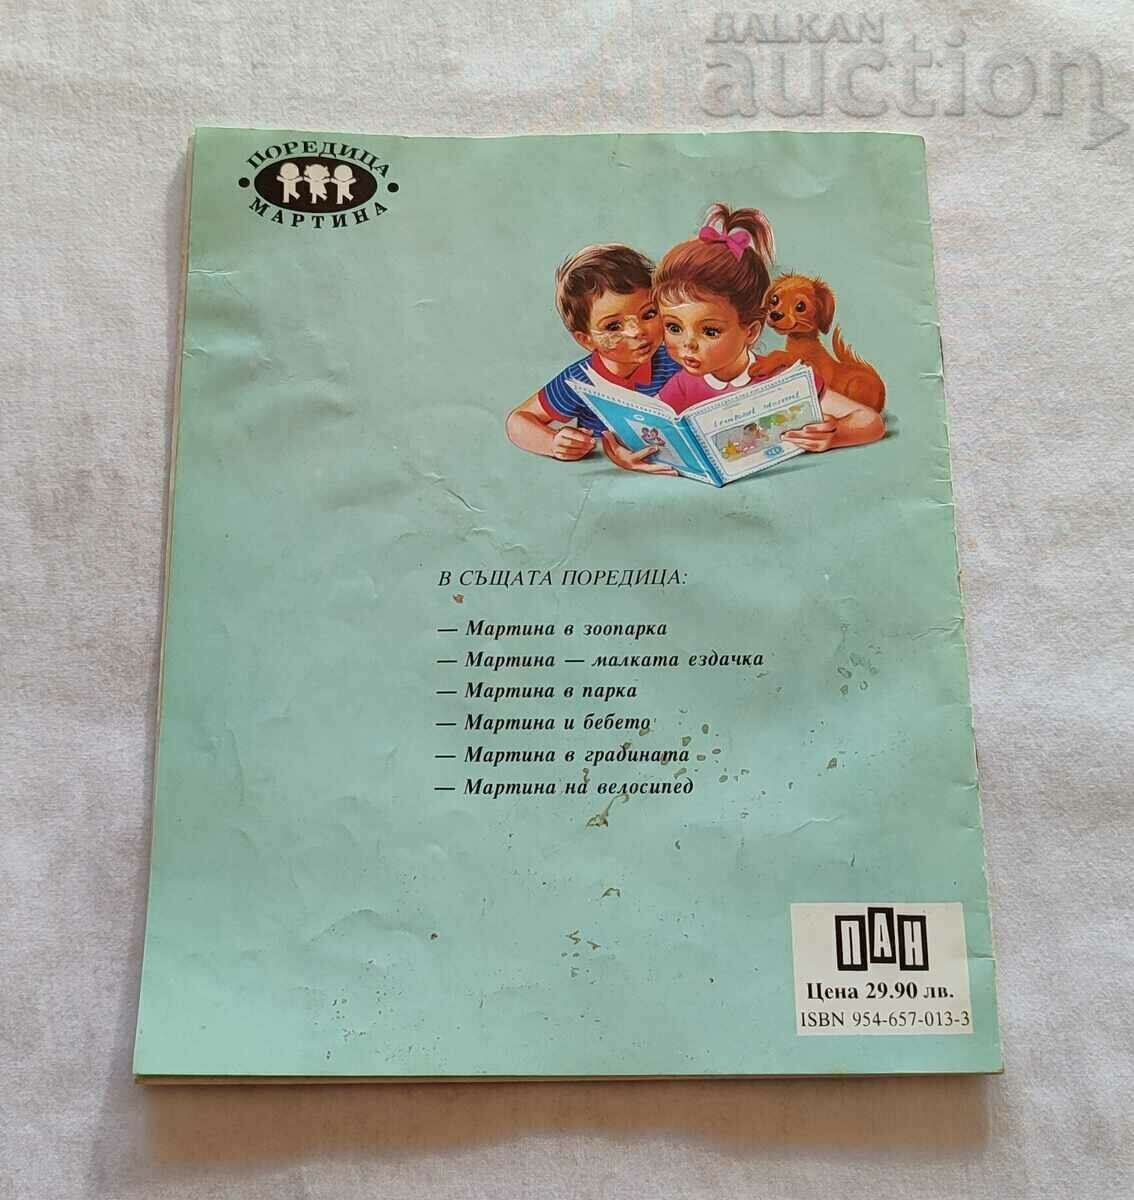 BALKAN
auction
ПОРЕДИЦА
• МАРТИНА •
В СЪЩАТА ПОРЕДИЦА:
— Мартина в зоопарка
— Мартина — малката ездачка
— Мартина в парка
— Мартина и бебето
— Мартина в градината
— Мартина на велосипед
ПАН
Цена 29.90 лв.
ISBN 954-657-013-3